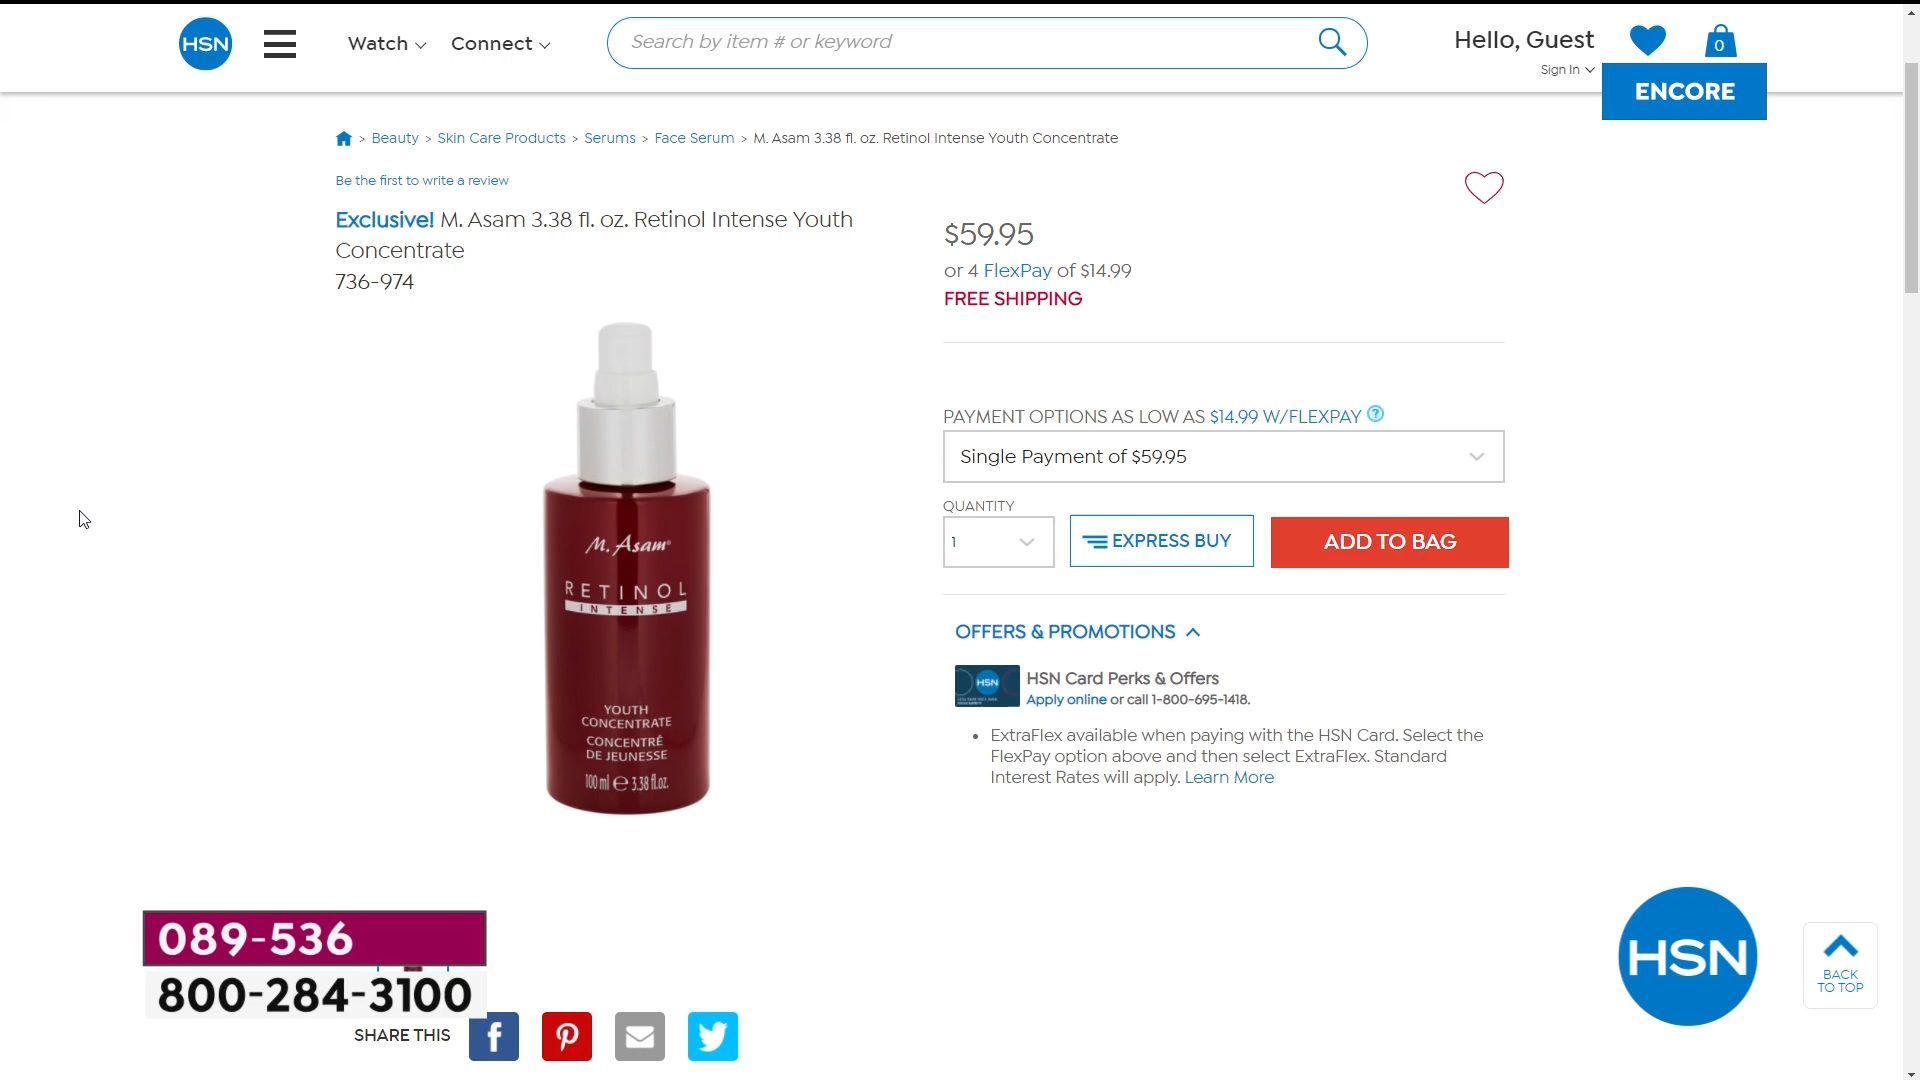 HSN
Watch
Connect
Search by item # or keyword
Hello, Guest
Sign In
0
ENCORE
> Beauty > Skin Care Products > Serums > Face Serum > M. Asam 3.38 fl. oz. Retinol Intense Youth Concentrate
Be the first to write a review
Exclusive! M. Asam 3.38 fl. oz. Retinol Intense Youth
Concentrate
736-974
$59.95
or 4 FlexPay of $14.99
FREE SHIPPING
PAYMENT OPTIONS AS LOW AS $14.99 W/FLEXPAY ?
Single Payment of $59.95
QUANTITY
1
EXPRESS BUY
ADD TO BAG
M. Asam®
RETINOL
INTENSE
YOUTH
CONCENTRATE
CONCENTRÉ
DE JEUNESSE
100 ml e 3.38 fl.oz.
OFFERS & PROMOTIONS
HSN
HSN Card Perks & Offers
Apply online or call 1-800-695-1418.
• ExtraFlex available when paying with the HSN Card. Select the
FlexPay option above and then select ExtraFlex. Standard
Interest Rates will apply. Learn More
089-536
800-284-3100
SHARE THIS
HSN
BACK
TO TOP